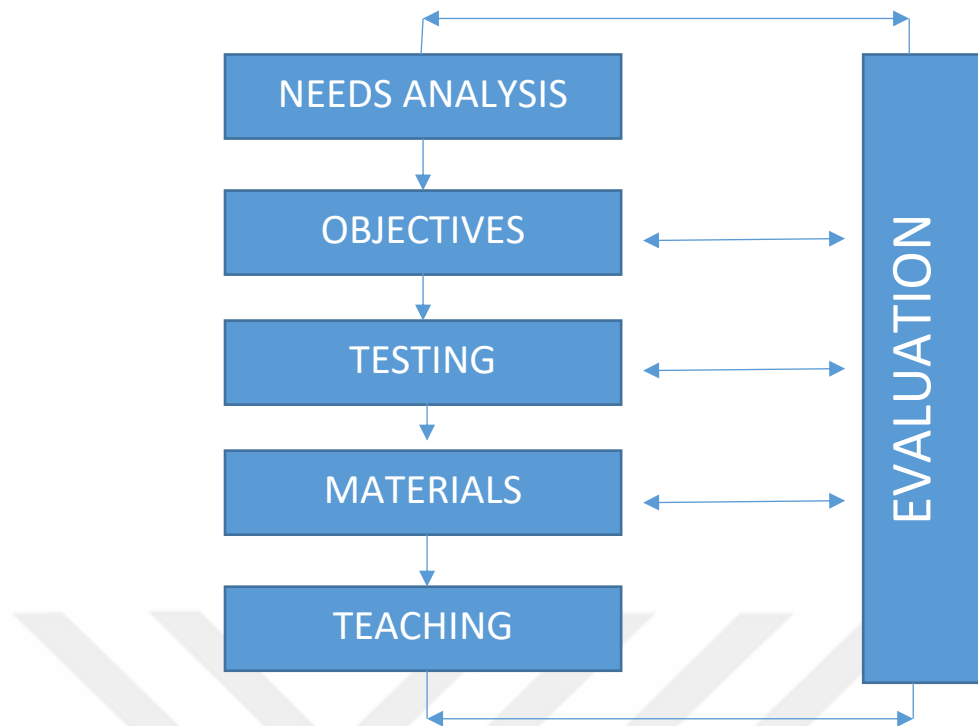 NEEDS ANALYSIS
OBJECTIVES
TESTING
MATERIALS
TEACHING
EVALUATION